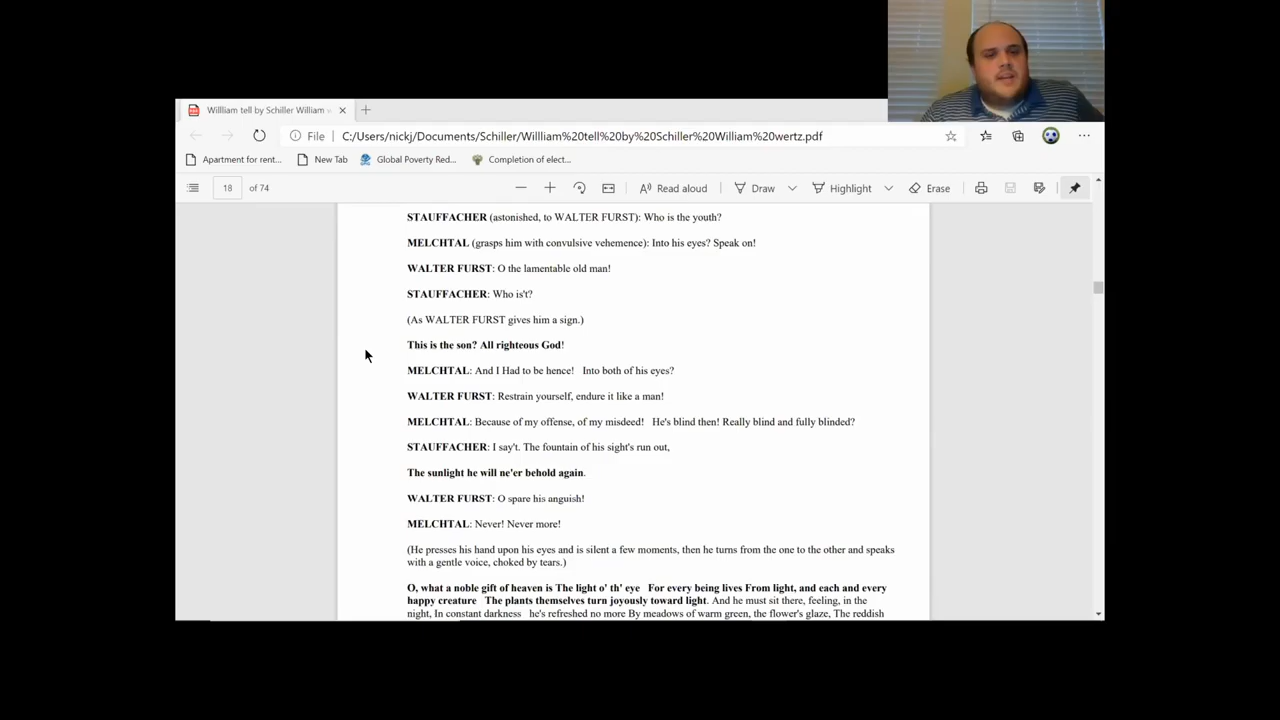 Willliam tell by Schiller William w
File
C:/Users/nickj/Documents/Schiller/Willliam%20tell%20by%20Schiller%20William%20wertz.pdf
Apartment for rent...
New Tab
Global Poverty Red...
Completion of elect...
18 of 74
Read aloud
Draw
Highlight
Erase
STAUFFACHER (astonished, to WALTER FURST): Who is the youth?
MELCHTAL (grasps him with convulsive vehemence): Into his eyes? Speak on!
WALTER FURST: O the lamentable old man!
STAUFFACHER: Who is't?
(As WALTER FURST gives him a sign.)
This is the son? All righteous God!
MELCHTAL: And I Had to be hence! Into both of his eyes?
WALTER FURST: Restrain yourself, endure it like a man!
MELCHTAL: Because of my offense, of my misdeed! He's blind then! Really blind and fully blinded?
STAUFFACHER: I say't. The fountain of his sight's run out,
The sunlight he will ne'er behold again.
WALTER FURST: O spare his anguish!
MELCHTAL: Never! Never more!
(He presses his hand upon his eyes and is silent a few moments, then he turns from the one to the other and speaks
with a gentle voice, choked by tears.)
O, what a noble gift of heaven is The light o' th' eye For every being lives From light, and each and every
happy creature The plants themselves turn joyously toward light. And he must sit there, feeling, in the
night, In constant darkness he's refreshed no more By meadows of warm green, the flower's glaze, The reddish